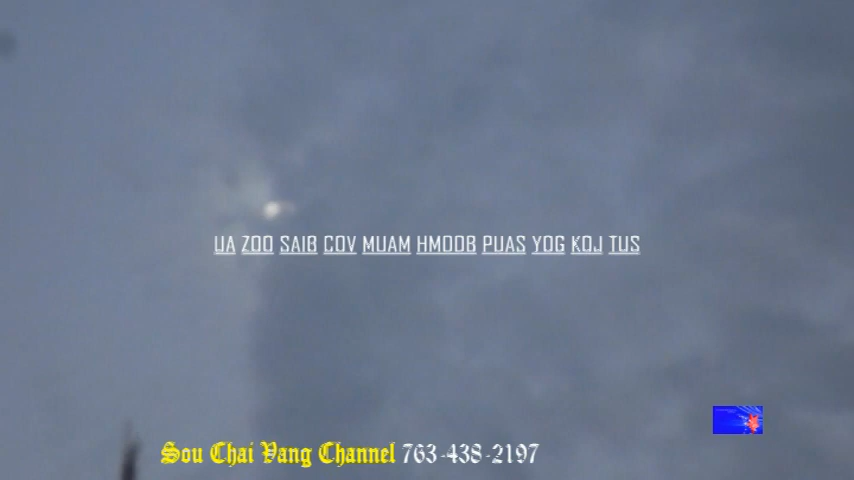 UA ZOO SAIB COV MUAM HMOOB PUAS YOG KOJ TUS
Sou Chai Vang Channel 763-438-2197